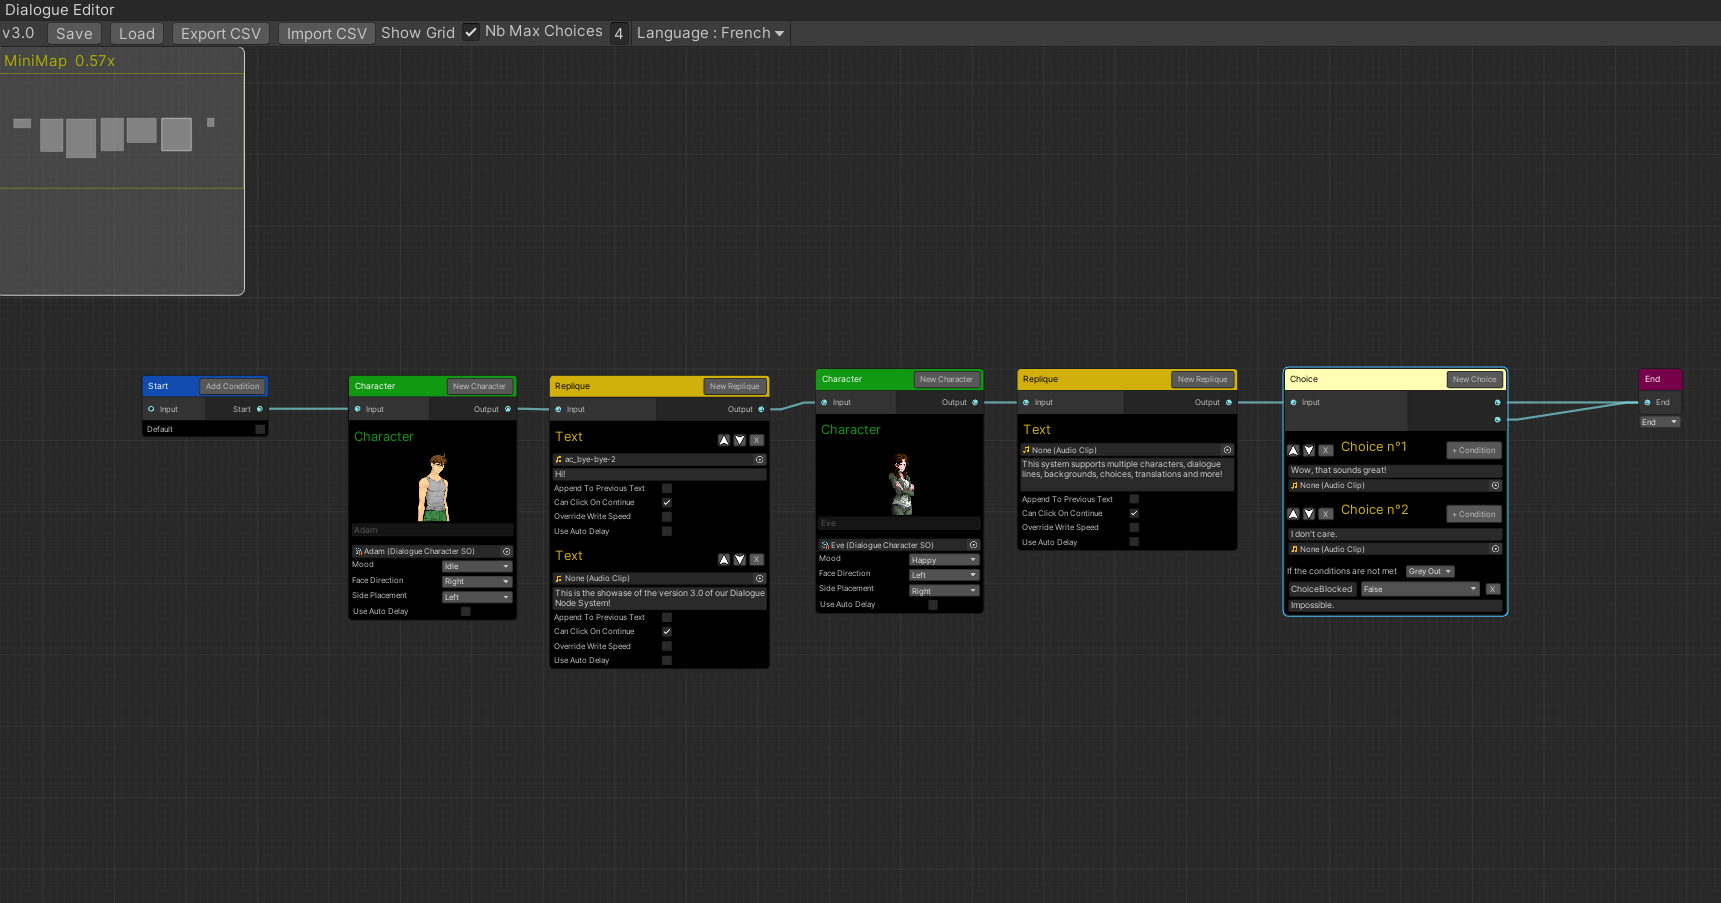 Dialogue Editor
v3.0 Save Load Export CSV Import CSV Show Grid Nb Max Choices 4 Language : French
MiniMap 0.57x
Start Add Condition
Input Start
Default
Character New Character
Input Output
Character
Adam
Adam (Dialogue Character SO)
Mood Idle
Face Direction Right
Side Placement Left
Use Auto Delay
Replique New Replique
Input Output
Text X
ac_bye-bye-2
Hi!
Append To Previous Text
Can Click On Continue
Override Write Speed
Use Auto Delay
Text X
None (Audio Clip)
This is the showase of the version 3.0 of our Dialogue
Node System!
Append To Previous Text
Can Click On Continue
Override Write Speed
Use Auto Delay
Character New Character
Input Output
Character
Eve
Eve (Dialogue Character SO)
Mood Happy
Face Direction Left
Side Placement Right
Use Auto Delay
Replique New Replique
Input Output
Text
None (Audio Clip)
This system supports multiple characters, dialogue
lines, backgrounds, choices, translations and more!
Append To Previous Text
Can Click On Continue
Override Write Speed
Use Auto Delay
Choice New Choice
Input
X Choice n°1 + Condition
Wow, that sounds great!
None (Audio Clip)
X Choice n°2 + Condition
I don't care.
None (Audio Clip)
If the conditions are not met Grey Out
ChoiceBlocked False X
Impossible.
End
End
End